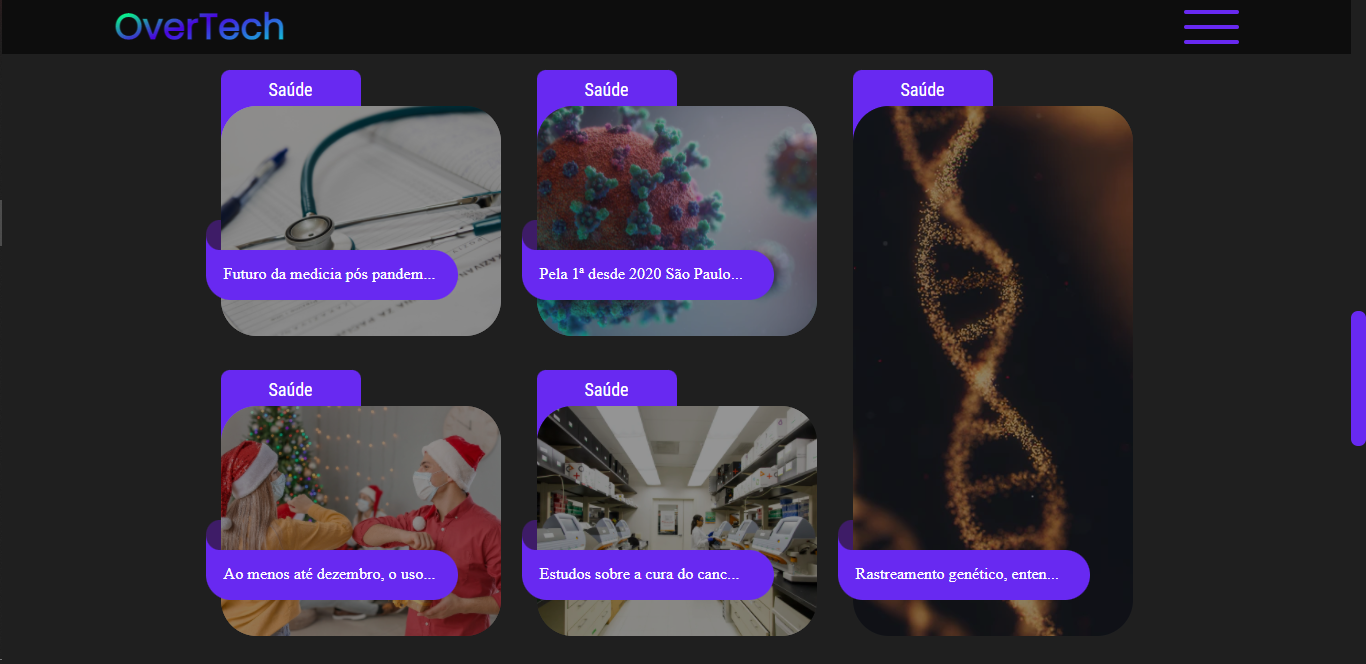 OverTech
Saúde
Saúde
Saúde
Futuro da medicia pós pandem...
Pela 1ª desde 2020 São Paulo...
Saúde
Saúde
Ao menos até dezembro, o uso...
Estudos sobre a cura do canc...
Rastreamento genético, enten...